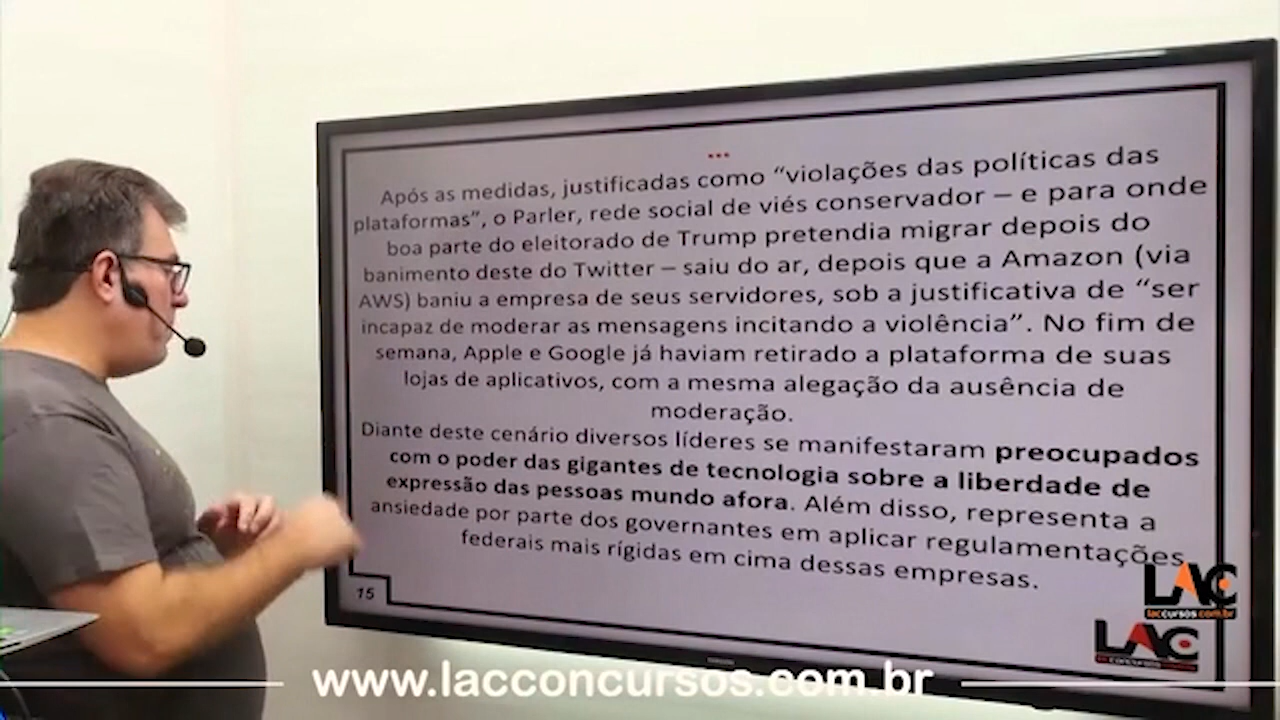 ...
Após as medidas, justificadas como “violações das políticas das
plataformas”, o Parler, rede social de viés conservador – e para onde
boa parte do eleitorado de Trump pretendia migrar depois do
banimento deste do Twitter – saiu do ar, depois que a Amazon (via
AWS) baniu a empresa de seus servidores, sob a justificativa de “ser
incapaz de moderar as mensagens incitando a violência”. No fim de
semana, Apple e Google já haviam retirado a plataforma de suas
lojas de aplicativos, com a mesma alegação da ausência de
moderação.
Diante deste cenário diversos líderes se manifestaram preocupados
com o poder das gigantes de tecnologia sobre a liberdade de
expressão das pessoas mundo afora. Além disso, representa a
ansiedade por parte dos governantes em aplicar regulamentações
federais mais rígidas em cima dessas empresas.
15
LAC
laccursos.com.br
LAC
concursos
www.lacconcursos.com.br